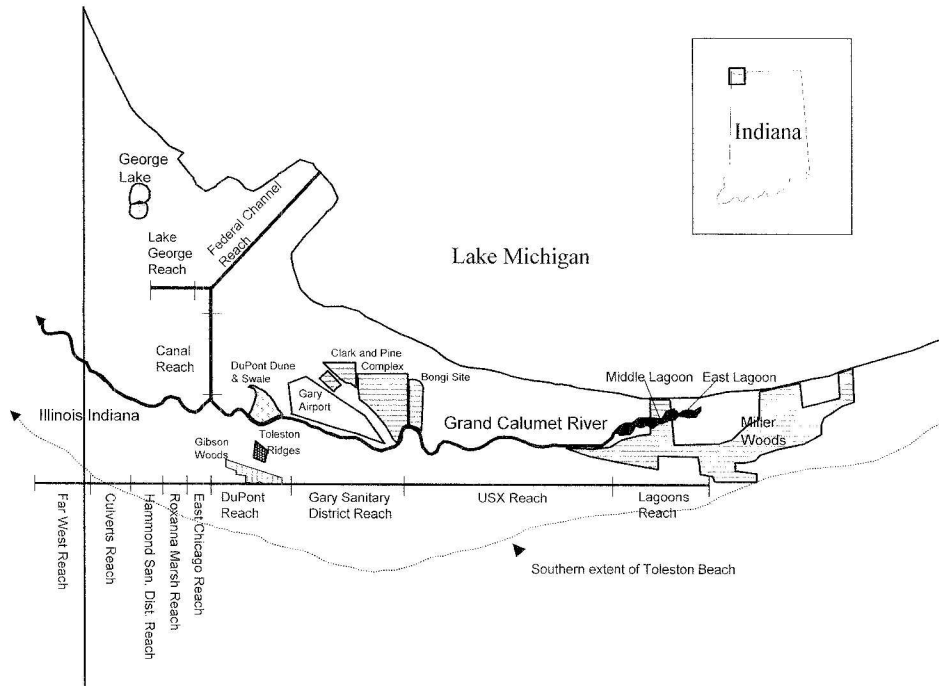 Indiana
George
Lake
Federal Channel
Reach
Lake
George
Reach
Lake Michigan
Canal
Reach
DuPont Dune
& Swale
Clark and Pine
Complex
Bongi Site
Gary
Airport
Middle Lagoon
East Lagoon
Illinois Indiana
Grand Calumet River
Miller
Woods
Gibson
Woods
Toleston
Ridges
Far West Reach
Culverts Reach
Hammond San. Dist. Reach
Roxanna Marsh Reach
East Chicago Reach
DuPont
Reach
Gary Sanitary
District Reach
USX Reach
Lagoons
Reach
Southern extent of Toleston Beach